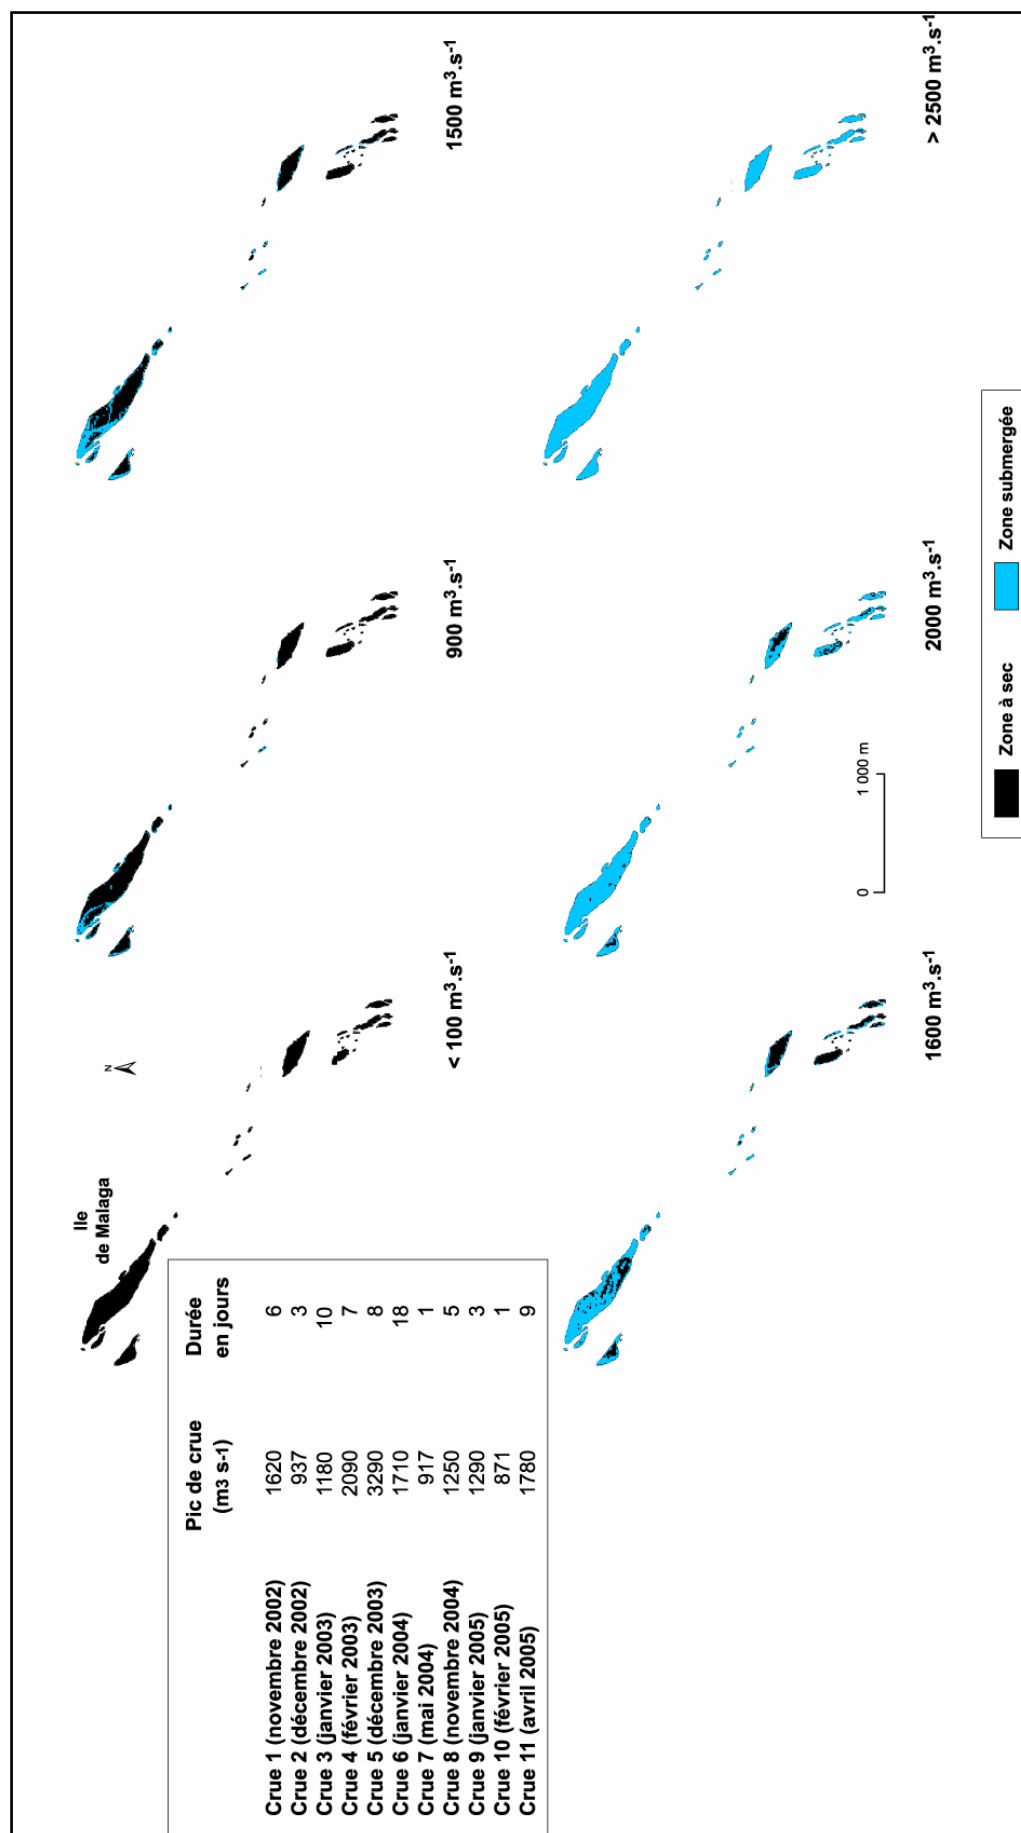 Ile
de Malaga
N
< 100 m³.s-1
900 m³.s-1
1500 m³.s-1
Pic de crue Durée
(m3 s-1) en jours
Crue 1 (novembre 2002) 1620 6
Crue 2 (décembre 2002) 937 3
Crue 3 (janvier 2003) 1180 10
Crue 4 (février 2003) 2090 7
Crue 5 (décembre 2003) 3290 8
Crue 6 (janvier 2004) 1710 18
Crue 7 (mai 2004) 917 1
Crue 8 (novembre 2004) 1250 5
Crue 9 (janvier 2005) 1290 3
Crue 10 (février 2005) 871 1
Crue 11 (avril 2005) 1780 9
0 1 000 m
1600 m³.s-1
2000 m³.s-1
> 2500 m³.s-1
Zone à sec
Zone submergée